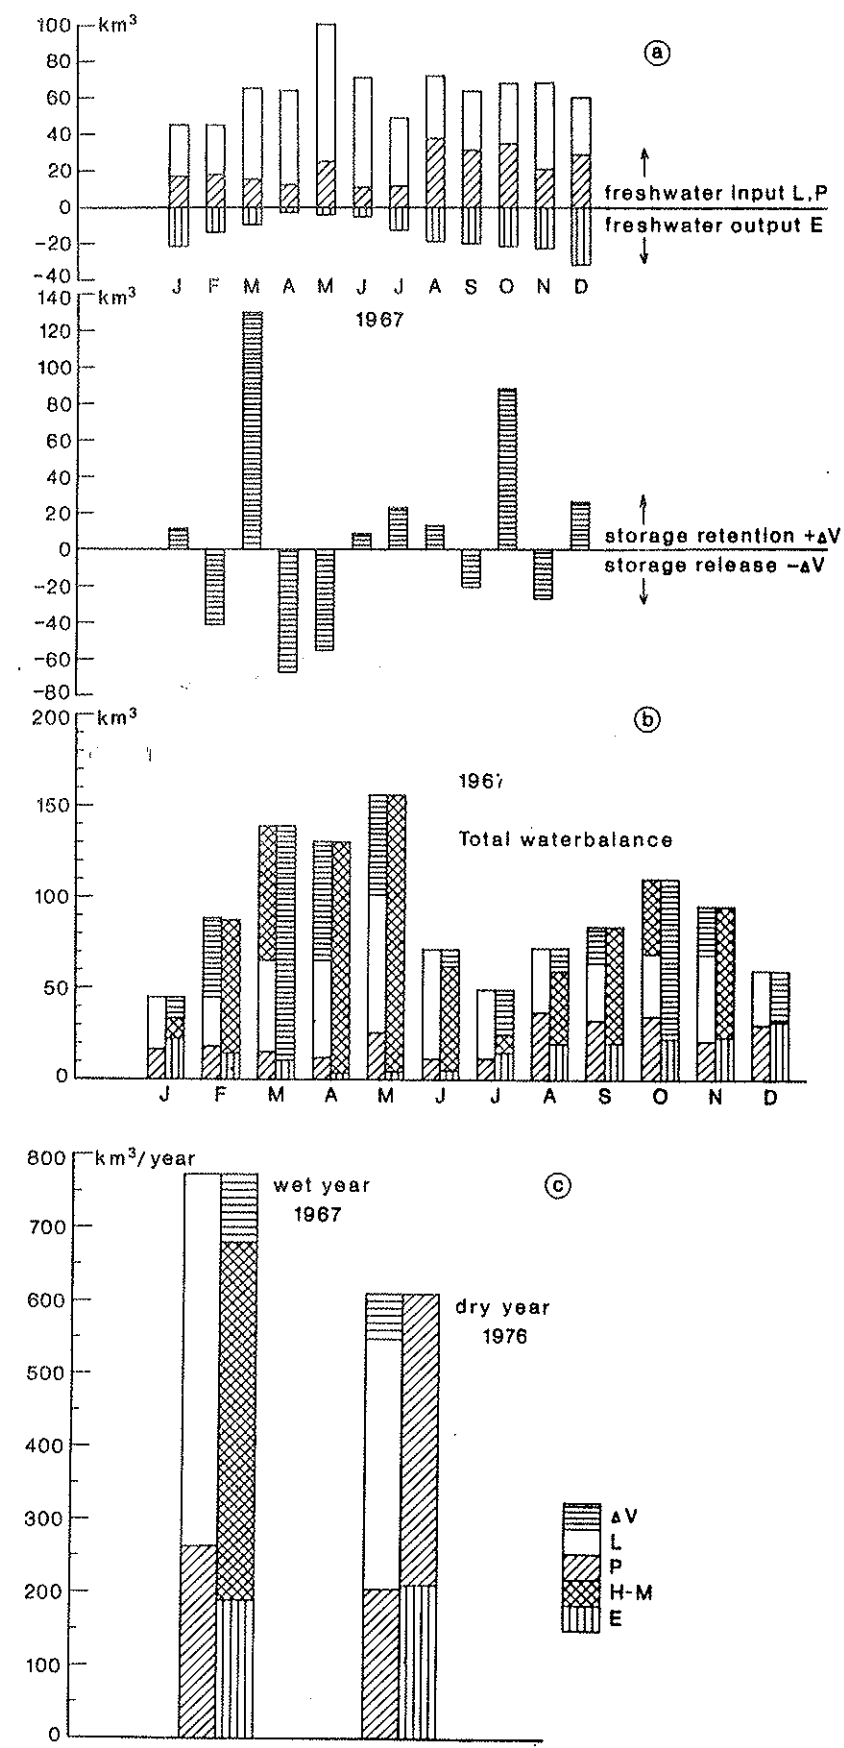 100 km³
ⓐ
80
60
40
20
freshwater input L,P
0
freshwater output E
-20
-40
J F M A M J J A S O N D
140 km³
1967
120
100
80
60
40
20
storage retention +ΔV
0
storage release -ΔV
-20
-40
-60
-80
200 km³
ⓑ
1967
150
Total waterbalance
100
50
0
J F M A M J J A S O N D
800 km³/year
wet year
ⓒ
1967
700
600
dry year
1976
500
400
300
ΔV
L
P
200
H-M
E
100
0